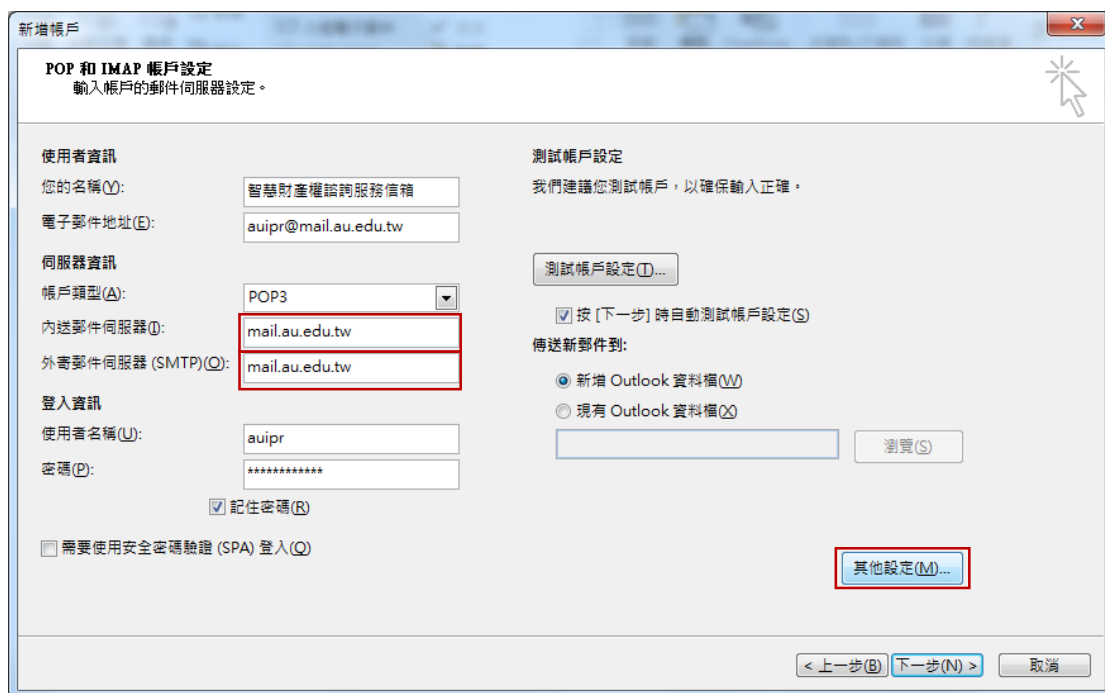 新增帳戶
POP 和 IMAP 帳戶設定
輸入帳戶的郵件伺服器設定。
使用者資訊
您的名稱(Y):
智慧財產權諮詢服務信箱
電子郵件地址(E):
auipr@mail.au.edu.tw
伺服器資訊
帳戶類型(A):
POP3
內送郵件伺服器(I):
mail.au.edu.tw
外寄郵件伺服器 (SMTP)(O):
mail.au.edu.tw
登入資訊
使用者名稱(U):
auipr
密碼(P):
************
記住密碼(R)
需要使用安全密碼驗證 (SPA) 登入(Q)
測試帳戶設定
我們建議您測試帳戶，以確保輸入正確。
測試帳戶設定(T)...
按 [下一步] 時自動測試帳戶設定(S)
傳送新郵件到:
新增 Outlook 資料檔(W)
現有 Outlook 資料檔(X)
瀏覽(S)
其他設定(M)...
< 上一步(B)
下一步(N) >
取消